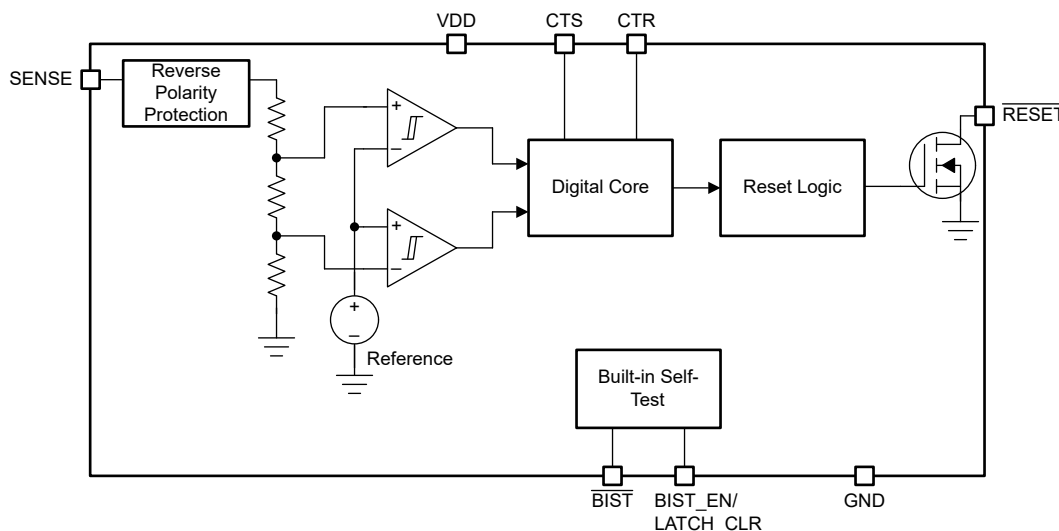 VDD
CTS
CTR
SENSE
Reverse
Polarity
Protection
RESET
+
−
Digital Core
Reset Logic
+
−
+
−
Reference
Built-in Self-
Test
BIST
BIST_EN/
LATCH_CLR
GND